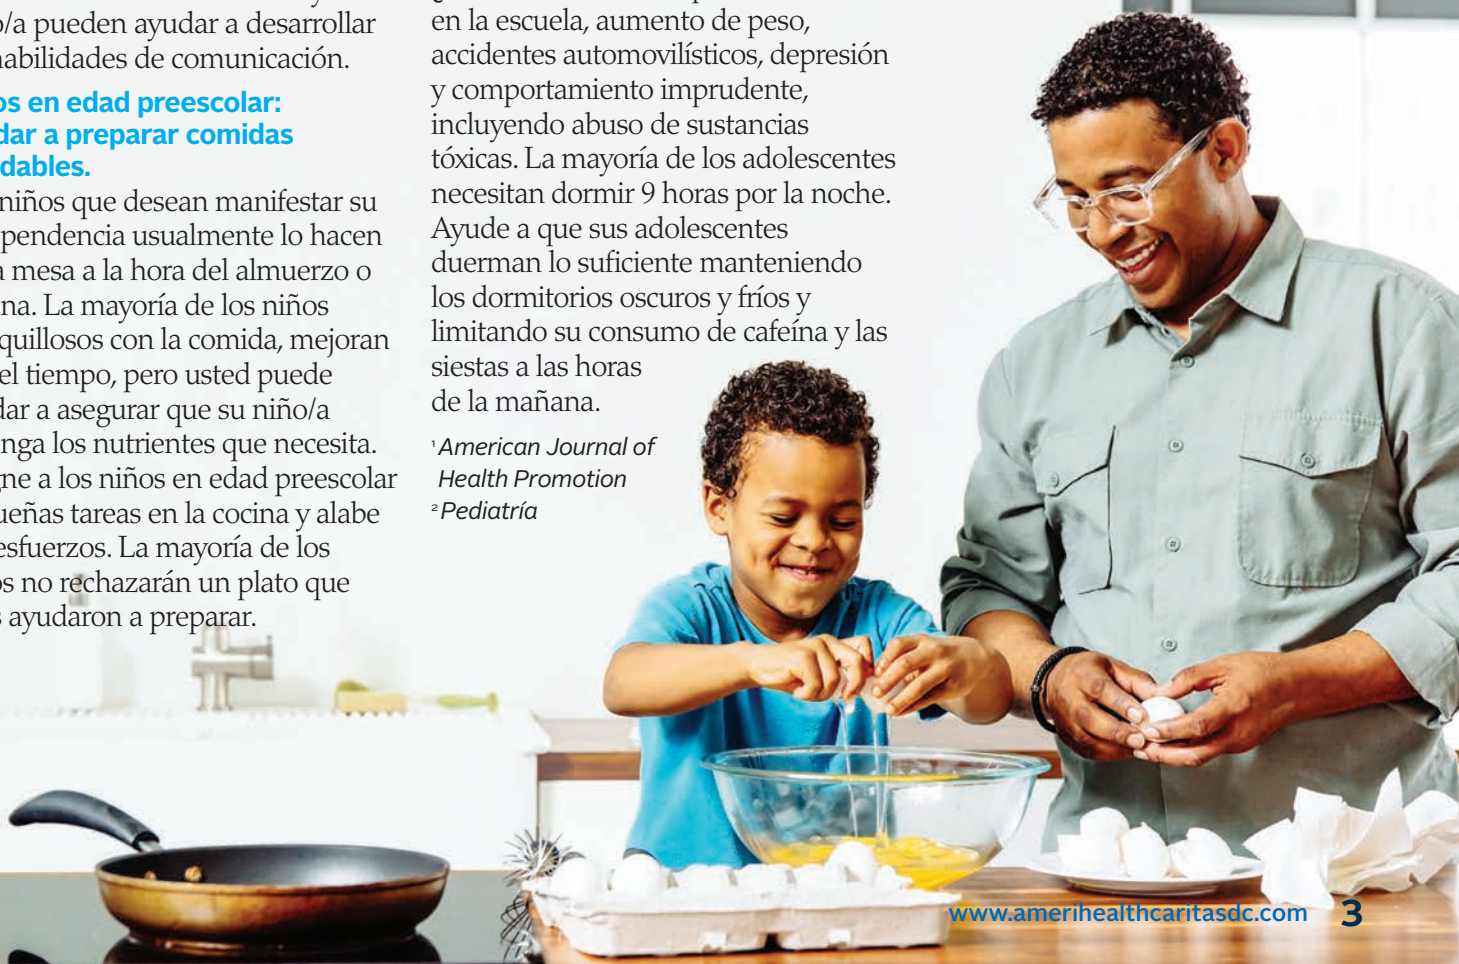 o/a pueden ayudar a desarrollar
habilidades de comunicación.
os en edad preescolar:
dar a preparar comidas
dables.
niños que desean manifestar su
pendencia usualmente lo hacen
a mesa a la hora del almuerzo o
na. La mayoría de los niños
quillosos con la comida, mejoran
el tiempo, pero usted puede
dar a asegurar que su niño/a
nga los nutrientes que necesita.
gne a los niños en edad preescolar
ueñas tareas en la cocina y alabe
esfuerzos. La mayoría de los
os no rechazarán un plato que
s ayudaron a preparar.
en la escuela, aumento de peso,
accidentes automovilísticos, depresión
y comportamiento imprudente,
incluyendo abuso de sustancias
tóxicas. La mayoría de los adolescentes
necesitan dormir 9 horas por la noche.
Ayude a que sus adolescentes
duerman lo suficiente manteniendo
los dormitorios oscuros y fríos y
limitando su consumo de cafeína y las
siestas a las horas
de la mañana.
¹ American Journal of
Health Promotion
² Pediatría
www.amerihealthcaritasdc.com 3